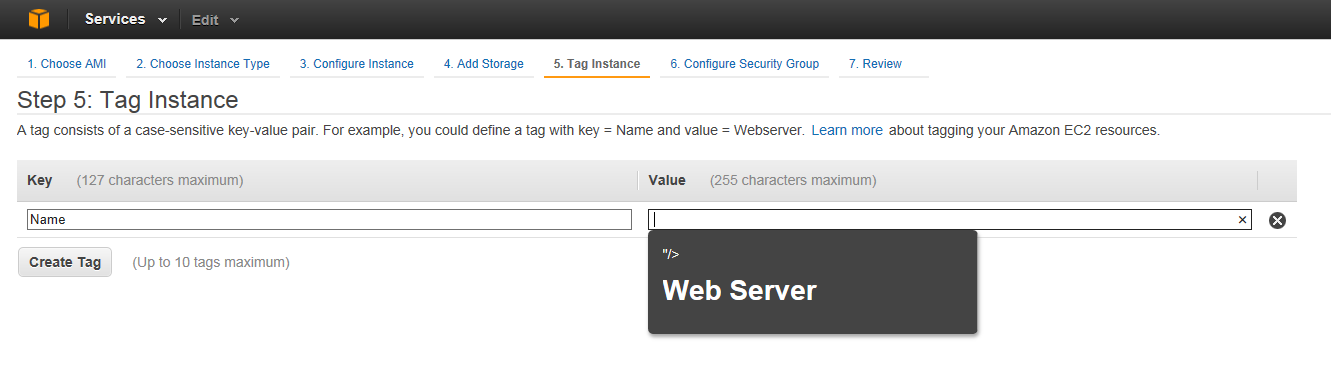 Services Edit
1. Choose AMI 2. Choose Instance Type 3. Configure Instance 4. Add Storage 5. Tag Instance 6. Configure Security Group 7. Review
Step 5: Tag Instance
A tag consists of a case-sensitive key-value pair. For example, you could define a tag with key = Name and value = Webserver. Learn more about tagging your Amazon EC2 resources.
Key (127 characters maximum) Value (255 characters maximum)
Name
"/>
Web Server
Create Tag (Up to 10 tags maximum)